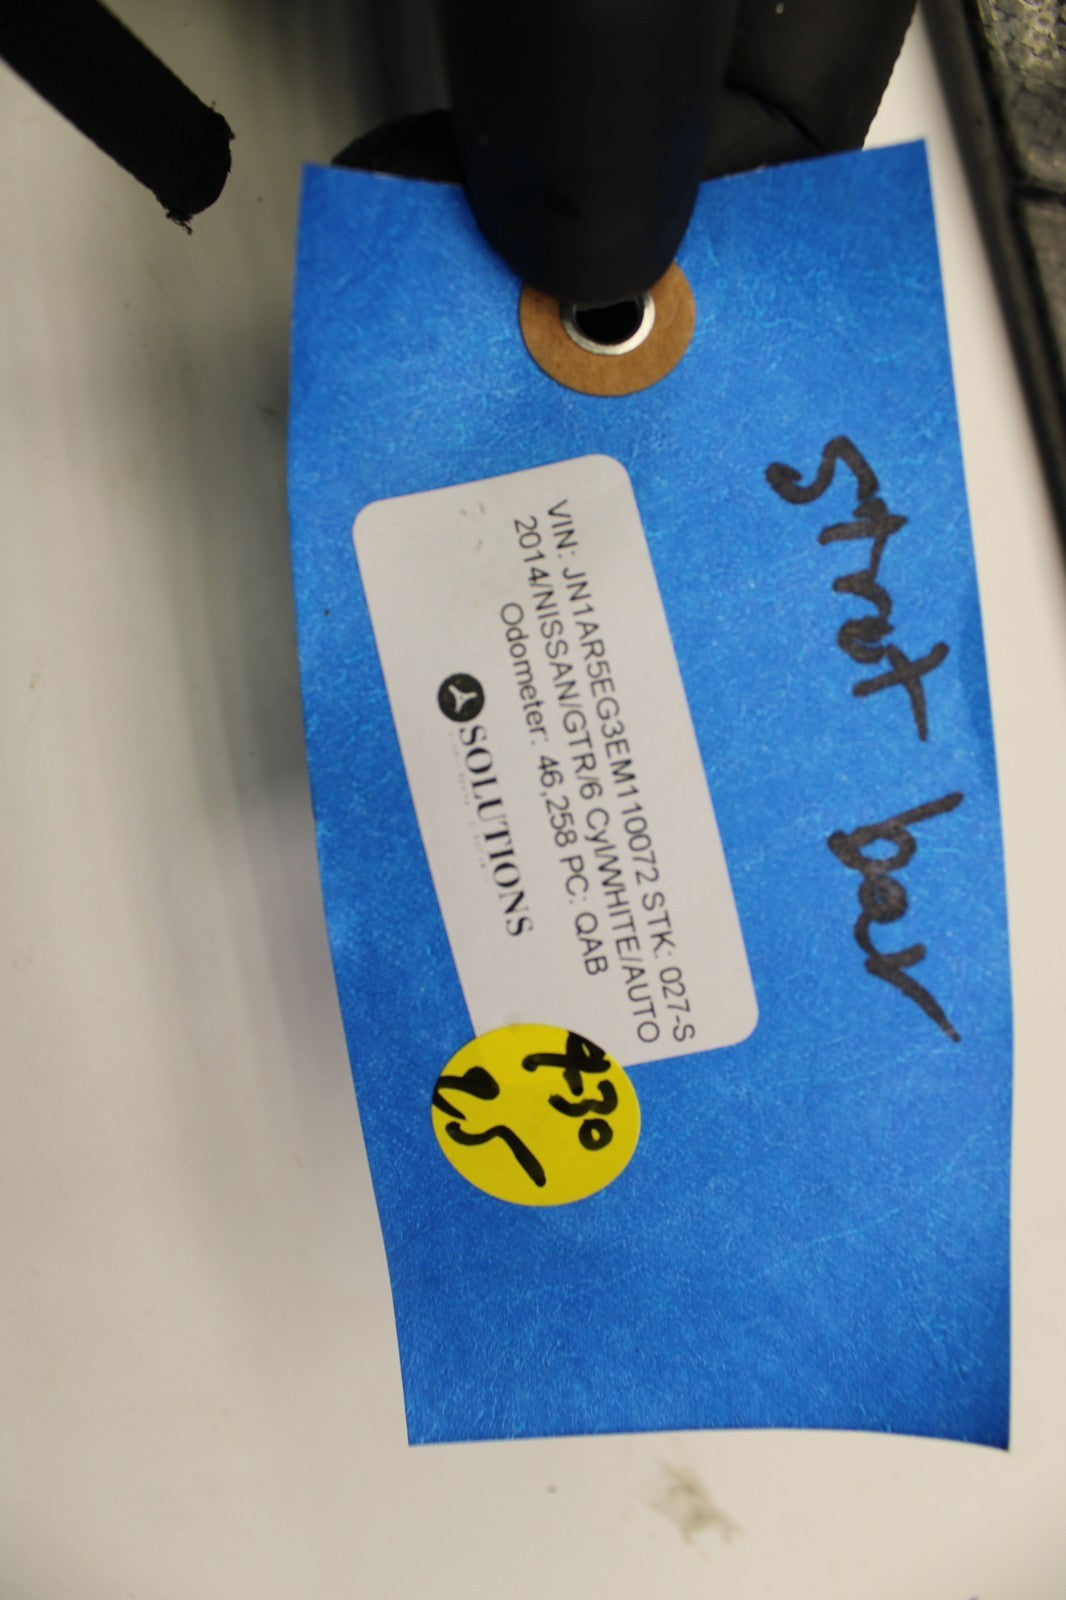 strut bar
VIN: JN1AR5EG3EM110072 STK: 027-S
2014/NISSAN/GTR/6 Cyl/WHITE/AUTO
Odometer: 46,258 PC: QAB
SOLUTIONS
430
25